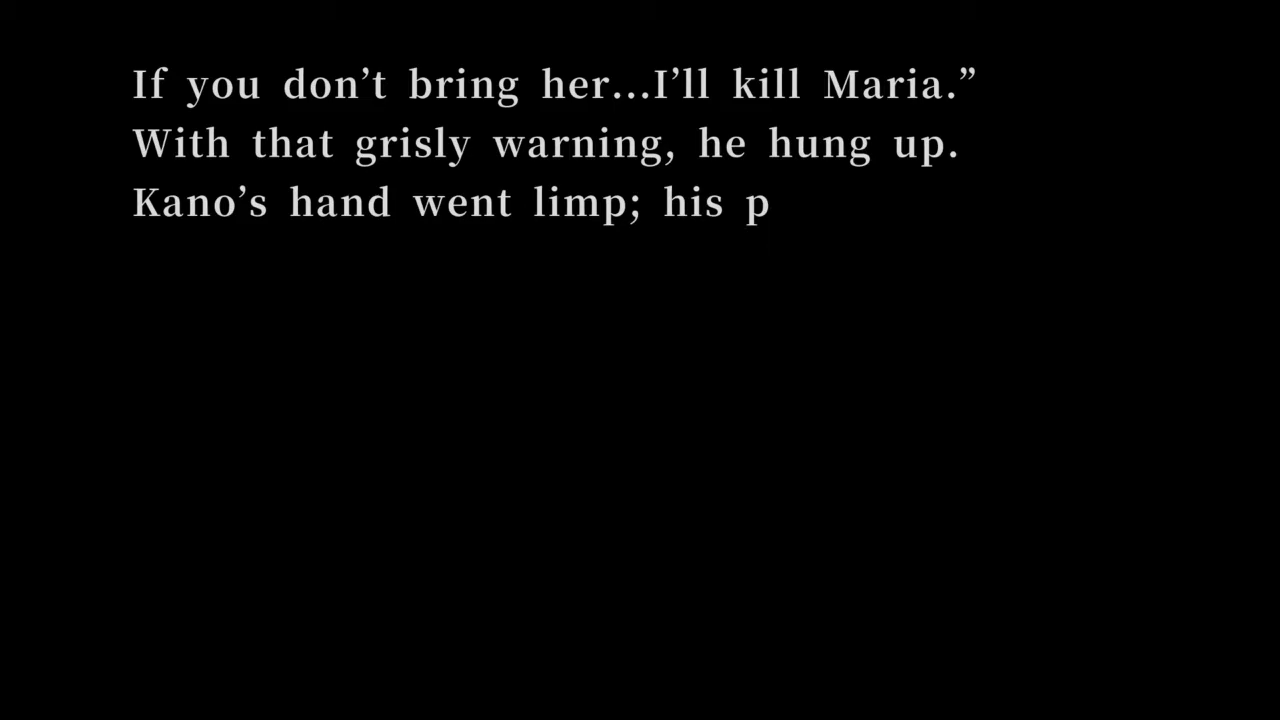 If you don’t bring her...I’ll kill Maria.”
With that grisly warning, he hung up.
Kano’s hand went limp; his p